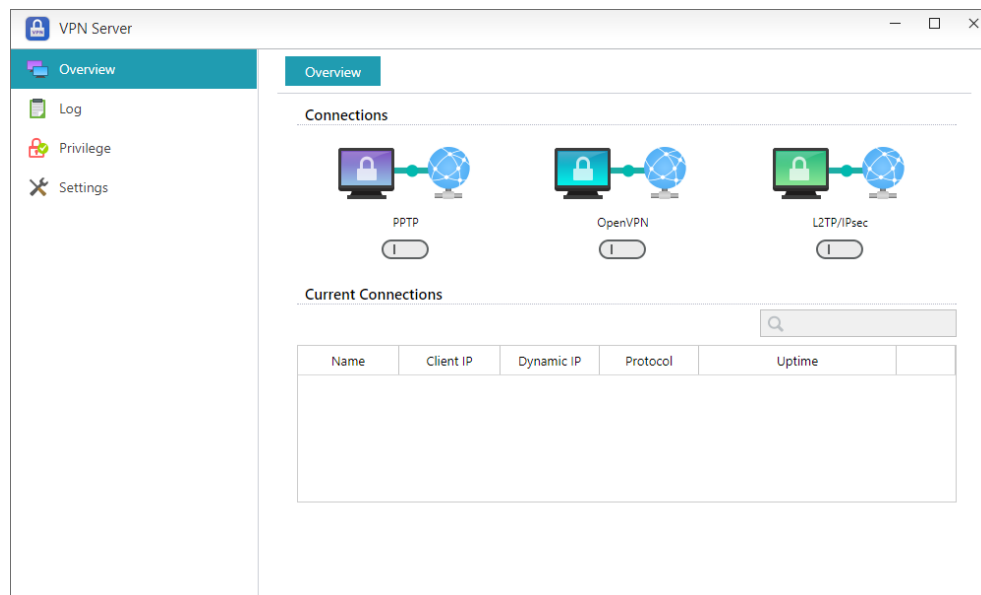 VPN Server
Overview
Log
Privilege
Settings
Overview
Connections
PPTP OpenVPN L2TP/IPsec
Current Connections
Name Client IP Dynamic IP Protocol Uptime